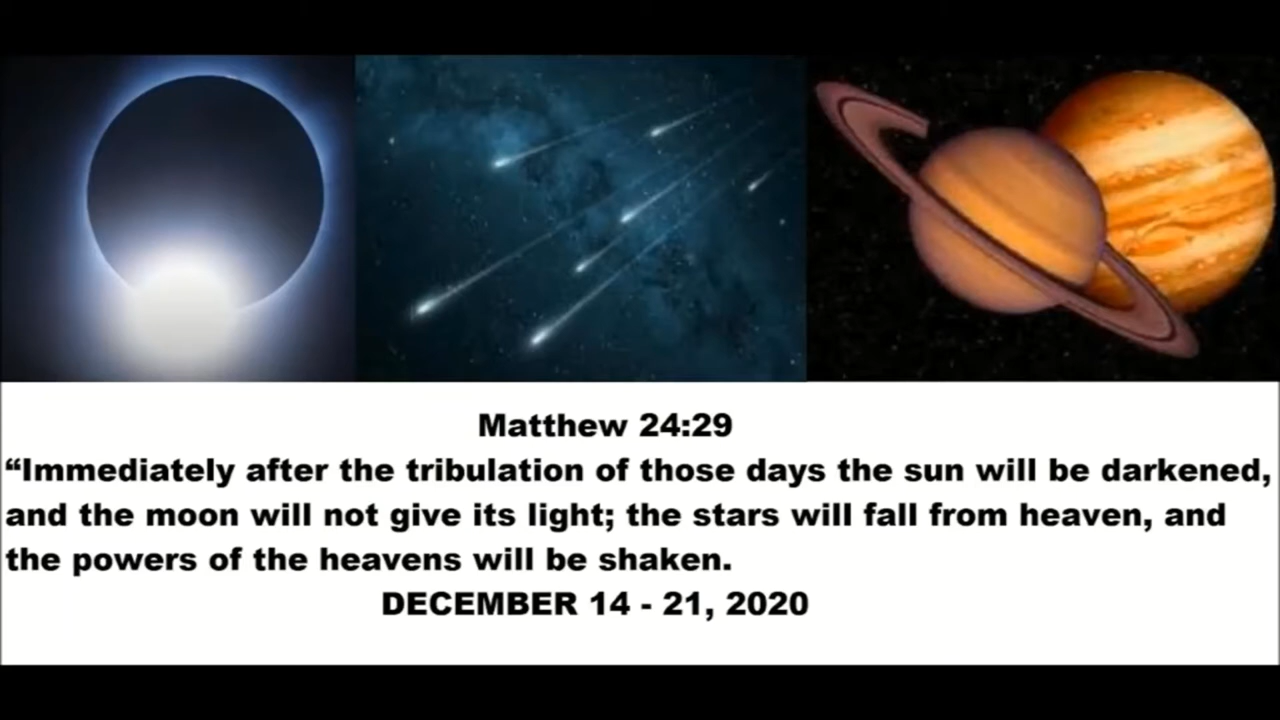 Matthew 24:29
“Immediately after the tribulation of those days the sun will be darkened,
and the moon will not give its light; the stars will fall from heaven, and
the powers of the heavens will be shaken.
DECEMBER 14 - 21, 2020